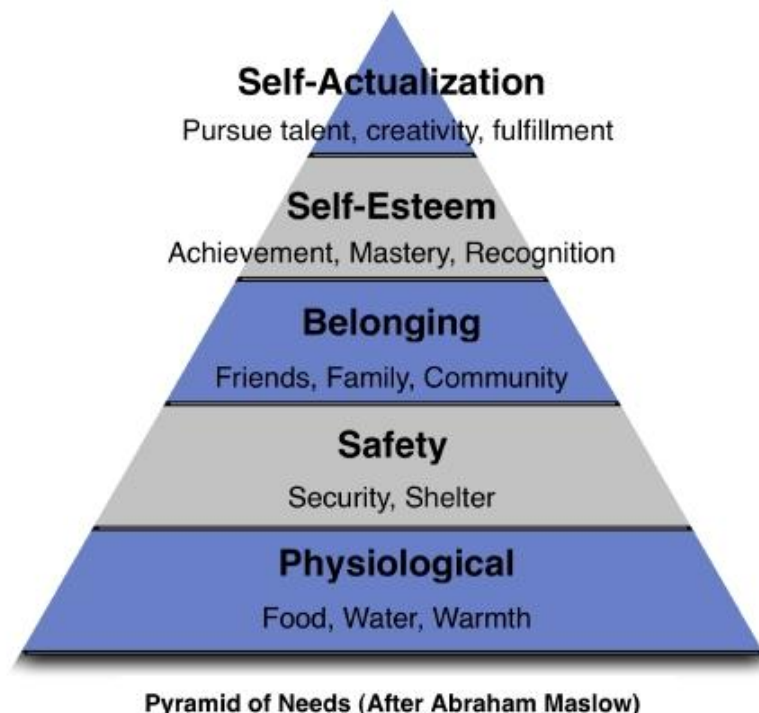 Self-Actualization
Pursue talent, creativity, fulfillment
Self-Esteem
Achievement, Mastery, Recognition
Belonging
Friends, Family, Community
Safety
Security, Shelter
Physiological
Food, Water, Warmth
Pyramid of Needs (After Abraham Maslow)